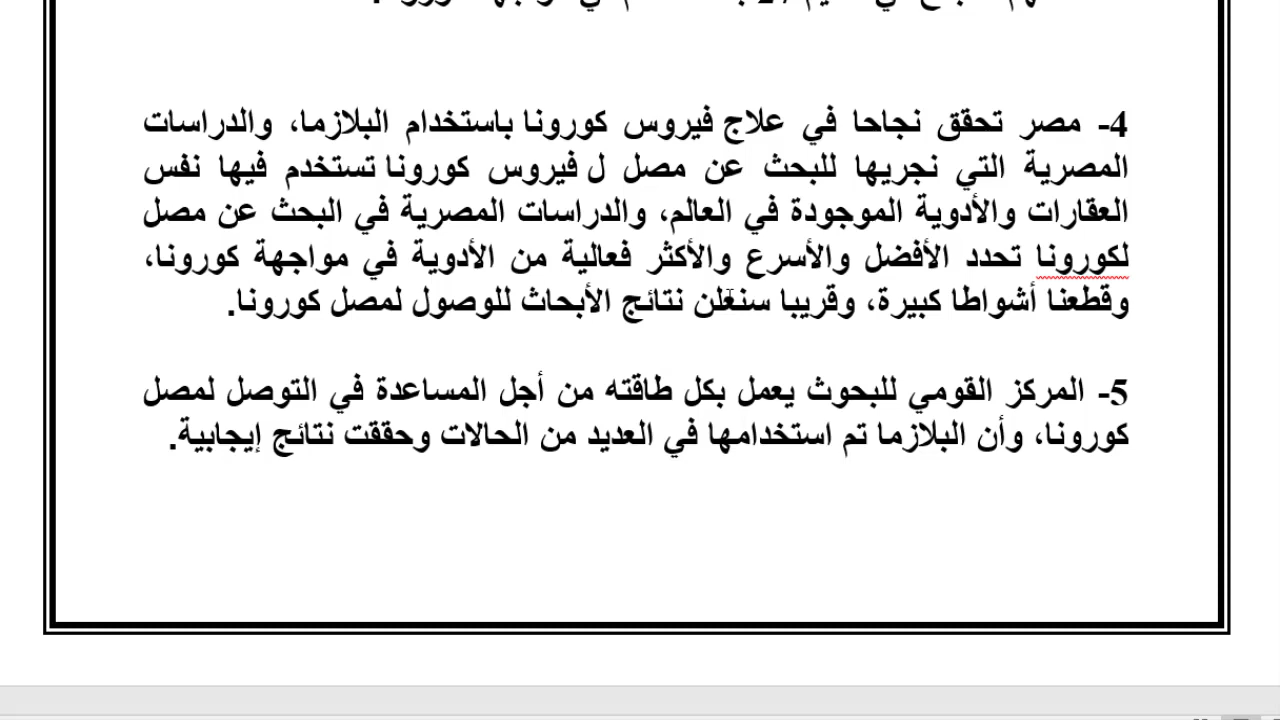 4- مصر تحقق نجاحا في علاج فيروس كورونا باستخدام البلازما، والدراسات
المصرية التي نجريها للبحث عن مصل ل فيروس كورونا تستخدم فيها نفس
العقارات والأدوية الموجودة في العالم، والدراسات المصرية في البحث عن مصل
لكورونا تحدد الأفضل والأسرع والأكثر فعالية من الأدوية في مواجهة كورونا،
وقطعنا أشواطا كبيرة، وقريبا سنعلن نتائج الأبحاث للوصول لمصل كورونا.
5- المركز القومي للبحوث يعمل بكل طاقته من أجل المساعدة في التوصل لمصل
كورونا، وأن البلازما تم استخدامها في العديد من الحالات وحققت نتائج إيجابية.